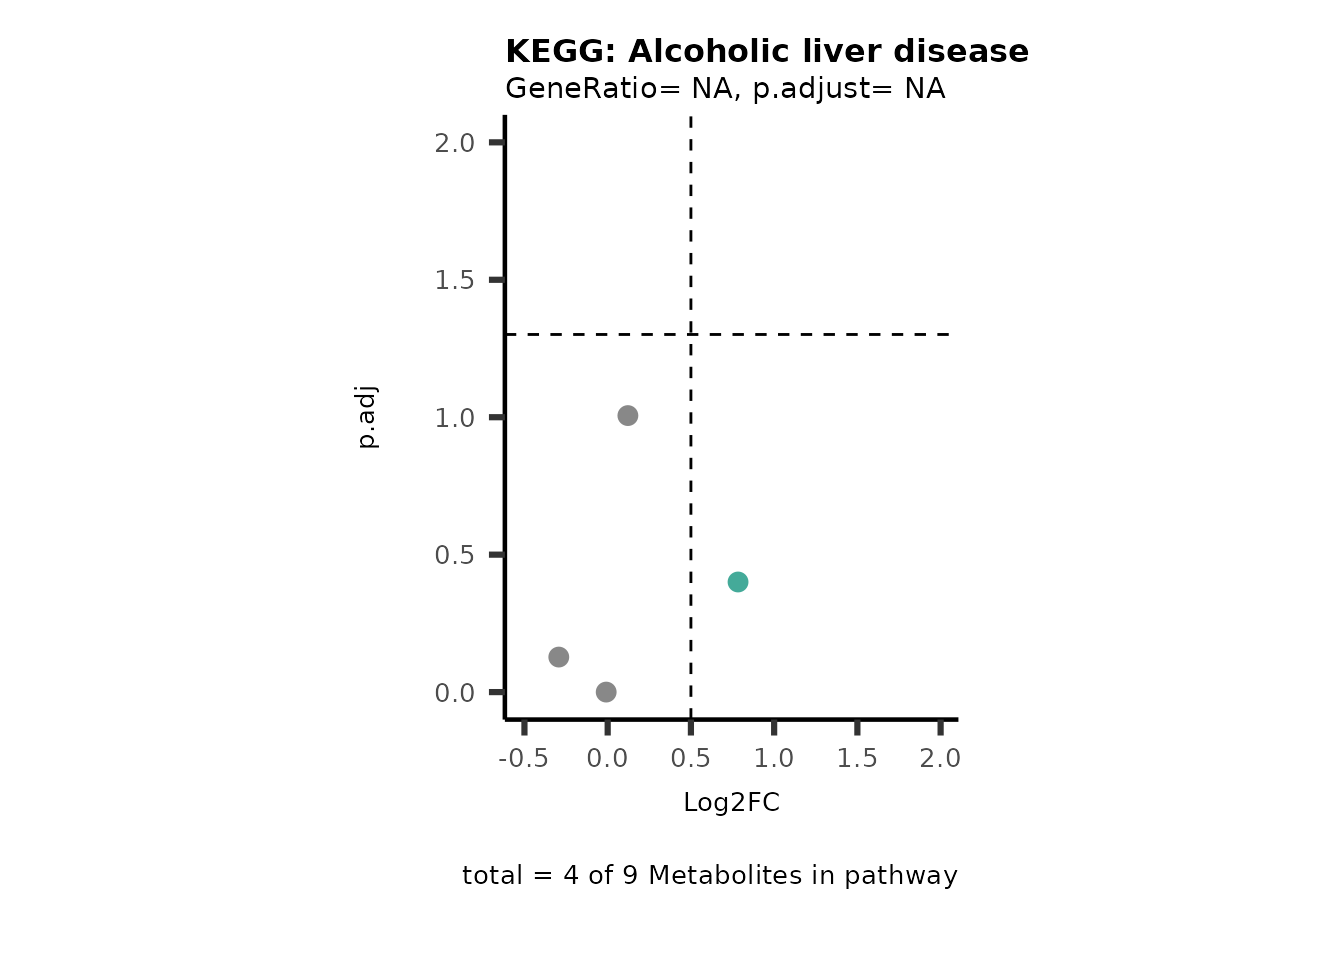 KEGG: Alcoholic liver disease
GeneRatio= NA, p.adjust= NA
2.0
1.5
1.0
0.5
0.0
p.adj
-0.5 0.0 0.5 1.0 1.5 2.0
Log2FC
total = 4 of 9 Metabolites in pathway